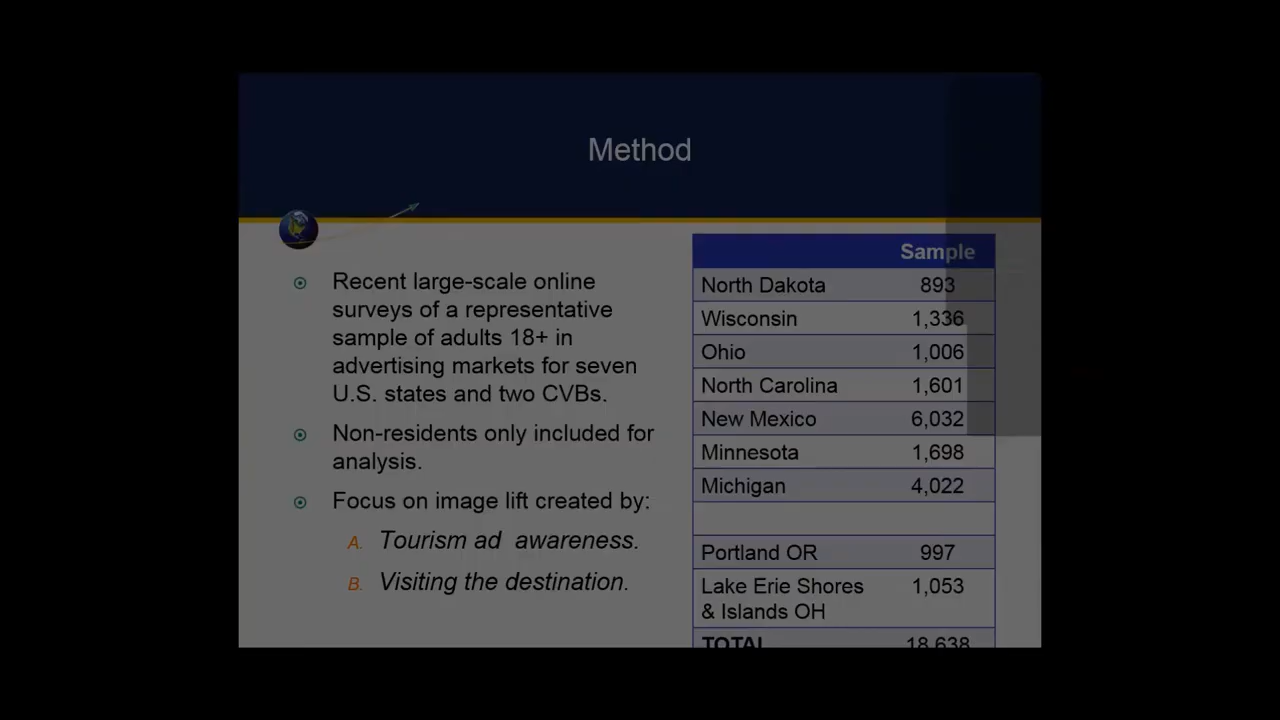 Method
Recent large-scale online
surveys of a representative
sample of adults 18+ in
advertising markets for seven
U.S. states and two CVBs.
Non-residents only included for
analysis.
Focus on image lift created by:
A. Tourism ad awareness.
B. Visiting the destination.
Sample
North Dakota 893
Wisconsin 1,336
Ohio 1,006
North Carolina 1,601
New Mexico 6,032
Minnesota 1,698
Michigan 4,022
Portland OR 997
Lake Erie Shores 1,053
& Islands OH
TOTAL 18,638